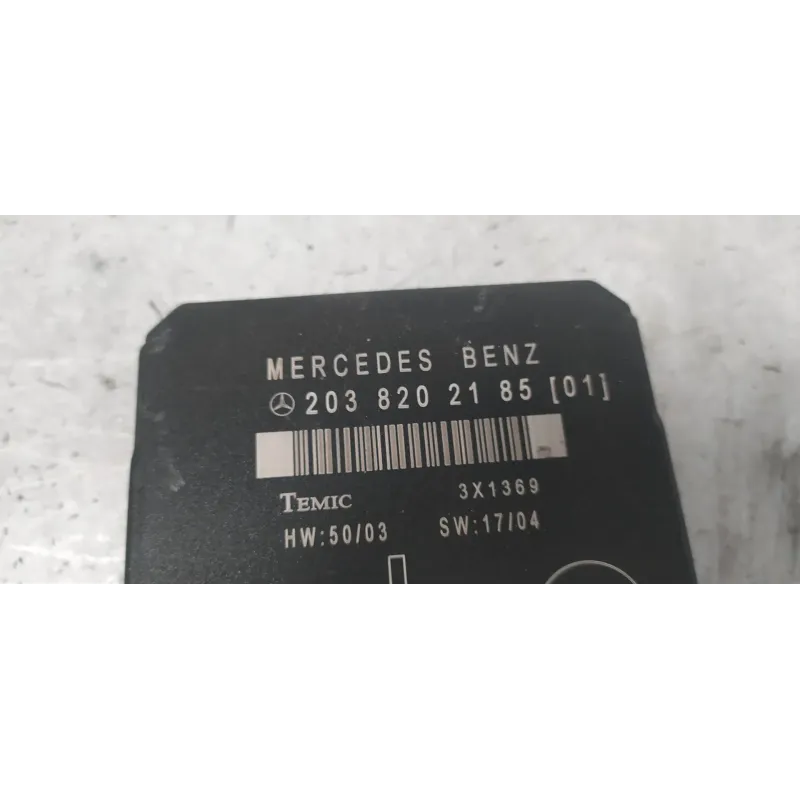 MERCEDES BENZ
203 820 21 85 [01]
TEMIC 3X1369
HW:50/03 SW:17/04